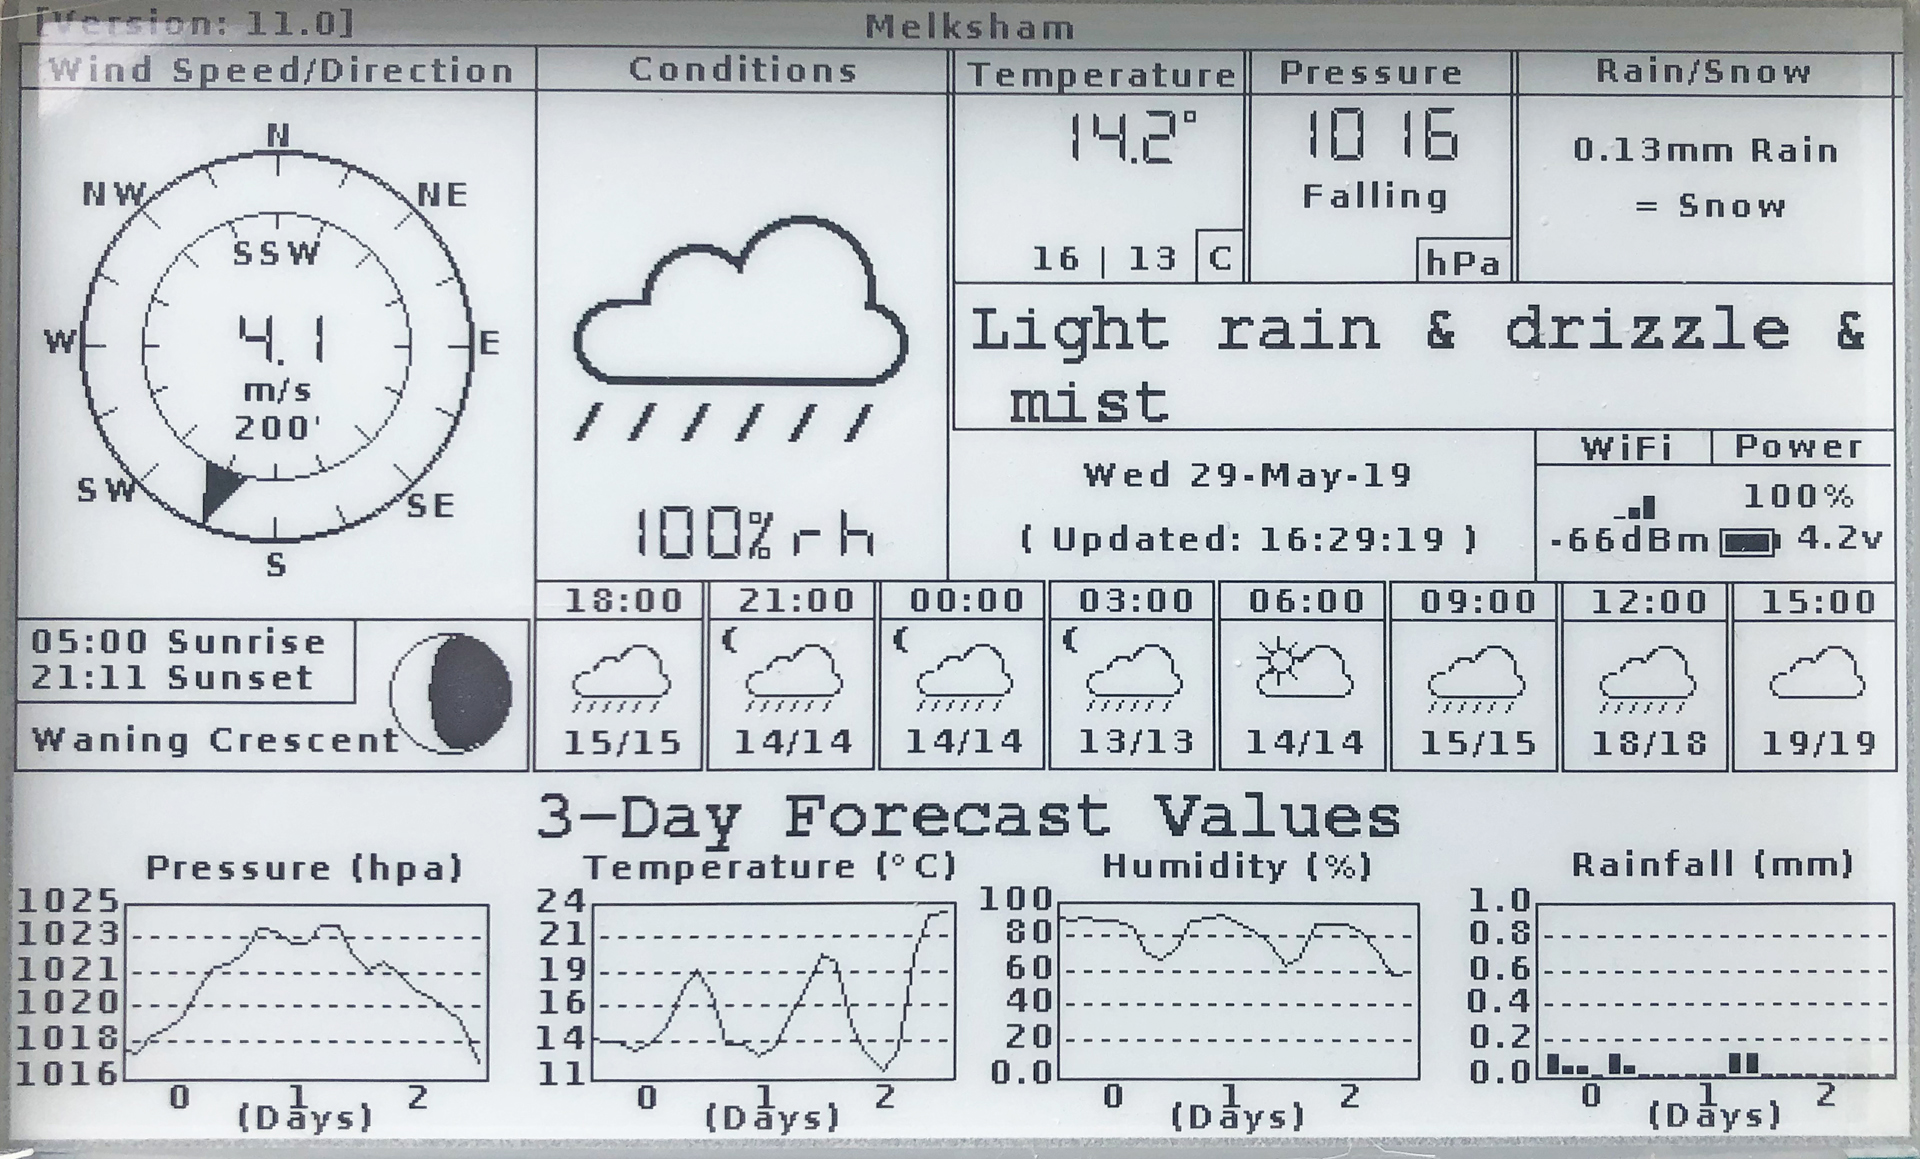 [Version: 11.0]
Melksham
Wind Speed/Direction
N
NW
NE
SSW
W
4.1
E
m/s
200'
SW
SE
S
Conditions
100%rh
Temperature
14.2°
16 | 13
C
Pressure
1016
Falling
hPa
Rain/Snow
0.13mm Rain
= Snow
Light rain & drizzle &
mist
Wed 29-May-19
( Updated: 16:29:19 )
WiFi
-66dBm
Power
100%
4.2v
05:00 Sunrise
21:11 Sunset
Waning Crescent
18:00
15/15
21:00
14/14
00:00
14/14
03:00
13/13
06:00
14/14
09:00
15/15
12:00
18/18
15:00
19/19
3-Day Forecast Values
Pressure (hpa)
1025
1023
1021
1020
1018
1016
0 1 2
(Days)
Temperature (°C)
24
21
19
16
14
11
0 1 2
(Days)
Humidity (%)
100
80
60
40
20
0.0
0 1 2
(Days)
Rainfall (mm)
1.0
0.8
0.6
0.4
0.2
0.0
0 1 2
(Days)